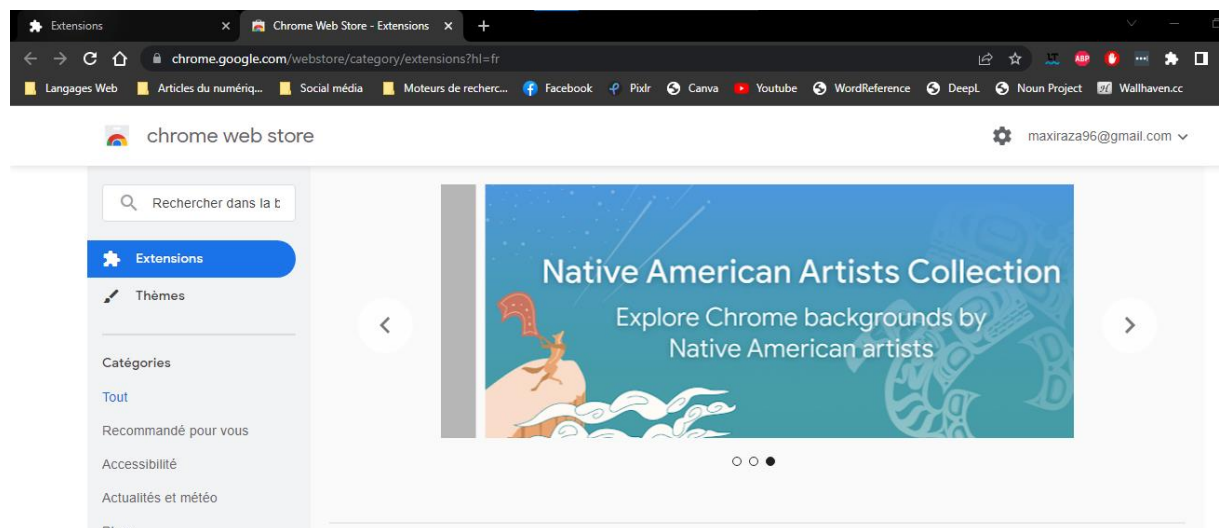 Extensions
Chrome Web Store - Extensions
chrome.google.com/webstore/category/extensions?hl=fr
ABP
Langages Web Articles du numériq... Social média Moteurs de recherc... Facebook Pixlr Canva Youtube WordReference DeepL Noun Project Wallhaven.cc
chrome web store
maxiraza96@gmail.com
Rechercher dans la b
Extensions
Thèmes
Native American Artists Collection
Explore Chrome backgrounds by
Native American artists
Catégories
Tout
Recommandé pour vous
Accessibilité
Actualités et météo